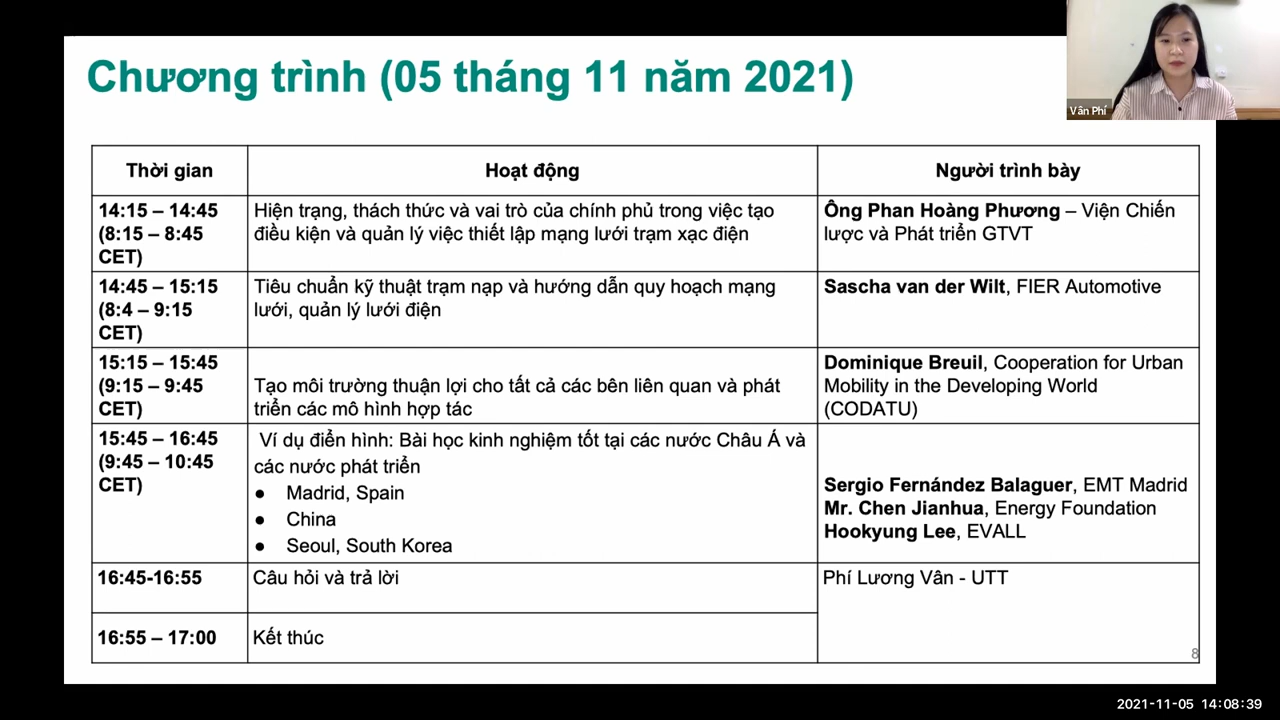 Chương trình (05 tháng 11 năm 2021)
Vân Phí
Thời gian
Hoạt động
Người trình bày
14:15 – 14:45
(8:15 – 8:45
CET)
Hiện trạng, thách thức và vai trò của chính phủ trong việc tạo
điều kiện và quản lý việc thiết lập mạng lưới trạm xạc điện
Ông Phan Hoàng Phương – Viện Chiến
lược và Phát triển GTVT
14:45 – 15:15
(8:4 – 9:15
CET)
Tiêu chuẩn kỹ thuật trạm nạp và hướng dẫn quy hoạch mạng
lưới, quản lý lưới điện
Sascha van der Wilt, FIER Automotive
15:15 – 15:45
(9:15 – 9:45
CET)
Tạo môi trường thuận lợi cho tất cả các bên liên quan và phát
triển các mô hình hợp tác
Dominique Breuil, Cooperation for Urban
Mobility in the Developing World
(CODATU)
15:45 – 16:45
(9:45 – 10:45
CET)
Ví dụ điển hình: Bài học kinh nghiệm tốt tại các nước Châu Á và
các nước phát triển
● Madrid, Spain
● China
● Seoul, South Korea
Sergio Fernández Balaguer, EMT Madrid
Mr. Chen Jianhua, Energy Foundation
Hookyung Lee, EVALL
16:45-16:55
Câu hỏi và trả lời
Phí Lương Vân - UTT
16:55 – 17:00
Kết thúc
8
2021-11-05 14:08:39